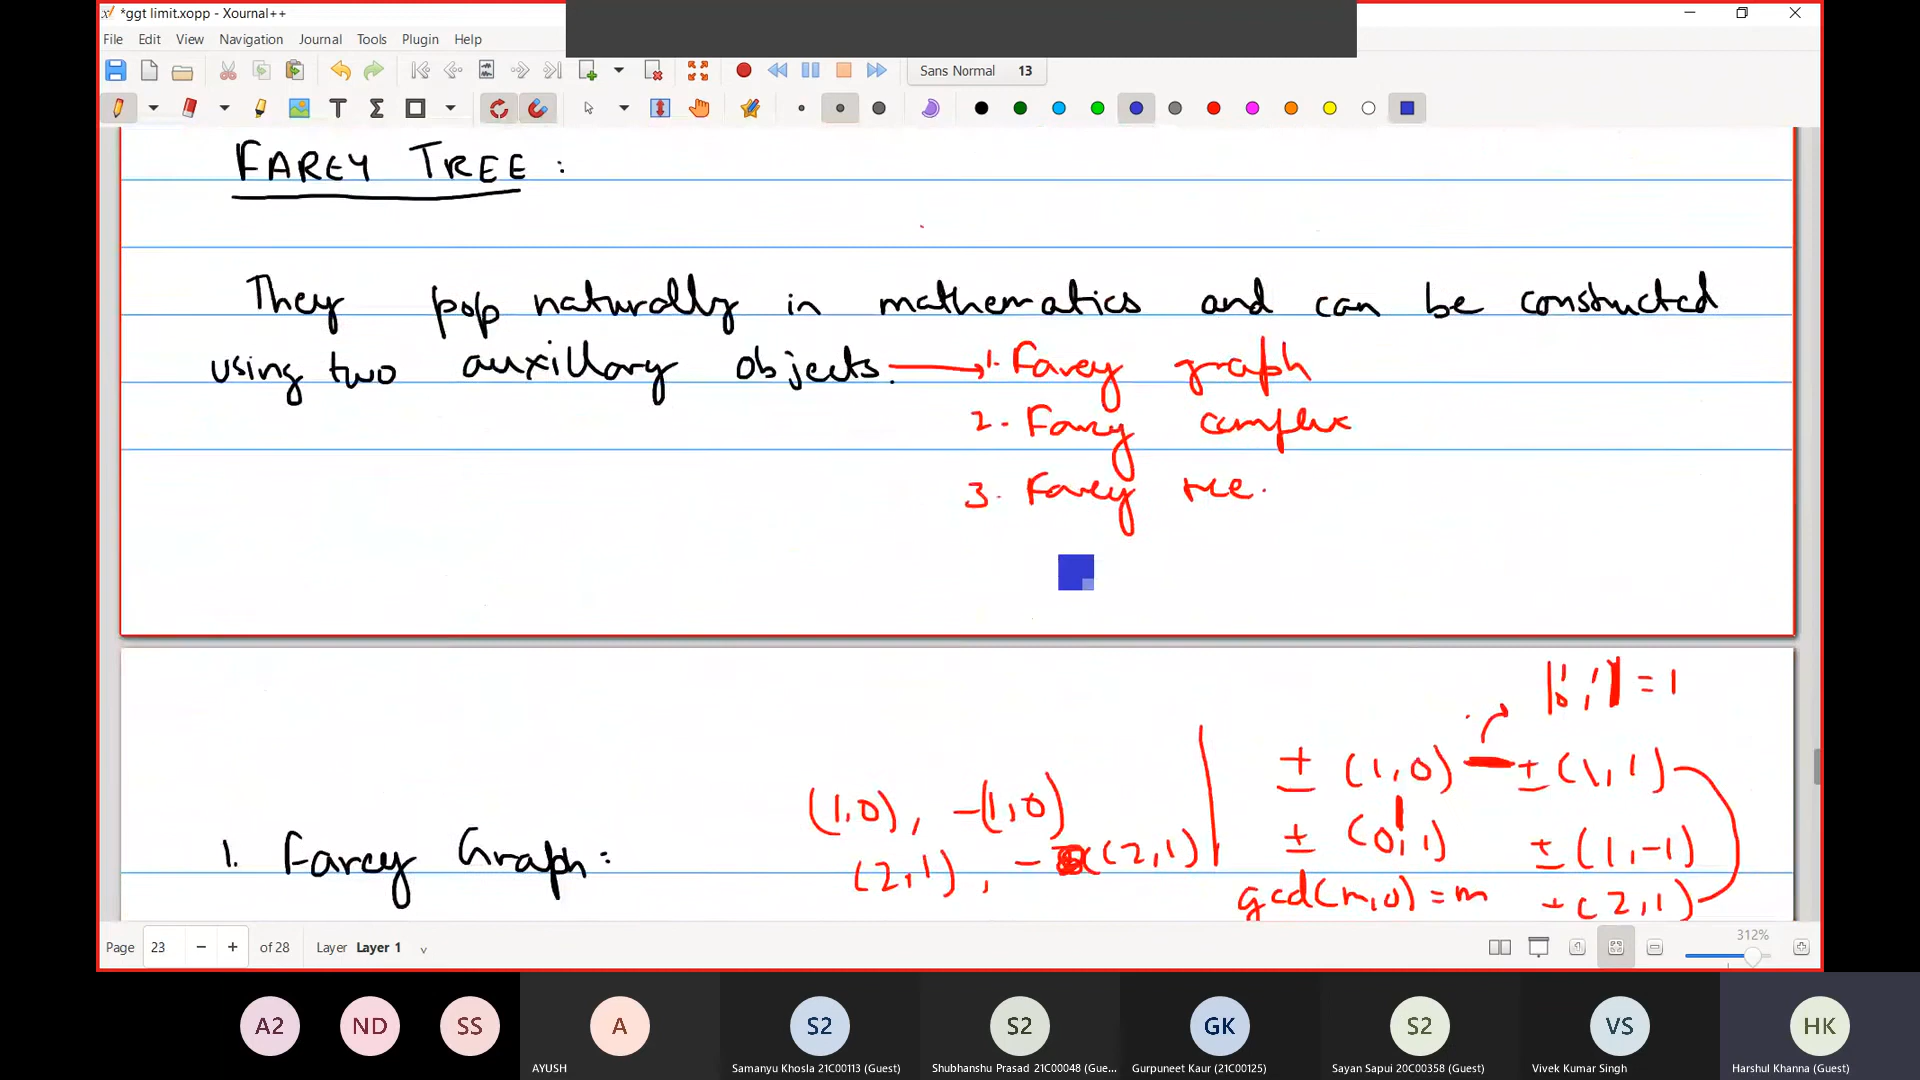 *ggt limit.xopp - Xournal++
File Edit View Navigation Journal Tools Plugin Help
Sans Normal 13
FAREY TREE :
They pop naturally in mathematics and can be constructed
using two auxillary objects. → 1. Farey graph
2. Farey complex
3. Farey tree.
|1 1
0 1| = 1
(1,0), -(1,0)
(2,1), -(2,1)
± (1,0) — ± (1,1)
± (0,1) ± (1,-1)
gcd(m,0) = m ± (2,1)
1. Farey Graph:
Page 23 − + of 28 Layer Layer 1
312%
A2 ND SS A S2 S2 GK S2 VS HK
AYUSH Samanyu Khosla 21C00113 (Guest) Shubhanshu Prasad 21C00048 (Gue... Gurpuneet Kaur (21C00125) Sayan Sapui 20C00358 (Guest) Vivek Kumar Singh Harshul Khanna (Guest)